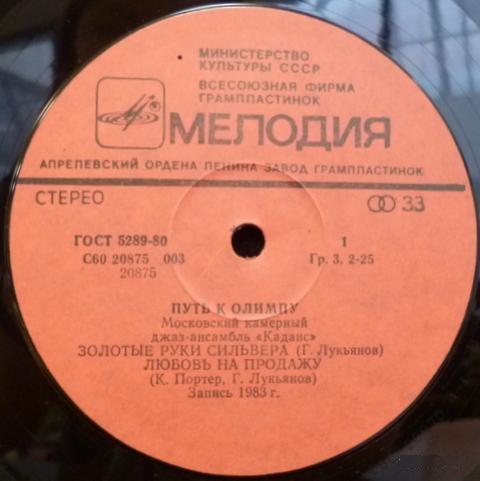 МИНИСТЕРСТВО
КУЛЬТУРЫ СССР
ВСЕСОЮЗНАЯ ФИРМА
ГРАМПЛАСТИНОК
МЕЛОДИЯ
АПРЕЛЕВСКИЙ ОРДЕНА ЛЕНИНА ЗАВОД ГРАМПЛАСТИНОК
СТЕРЕО 33
ГОСТ 5289-80 1
С60 20875 003 Гр. 3. 2-25
20875
ПУТЬ К ОЛИМПУ
Московский камерный
джаз-ансамбль «Каданс»
ЗОЛОТЫЕ РУКИ СИЛЬВЕРА (Г. Лукьянов)
ЛЮБОВЬ НА ПРОДАЖУ
(К. Портер, Г. Лукьянов)
Запись 1983 г.